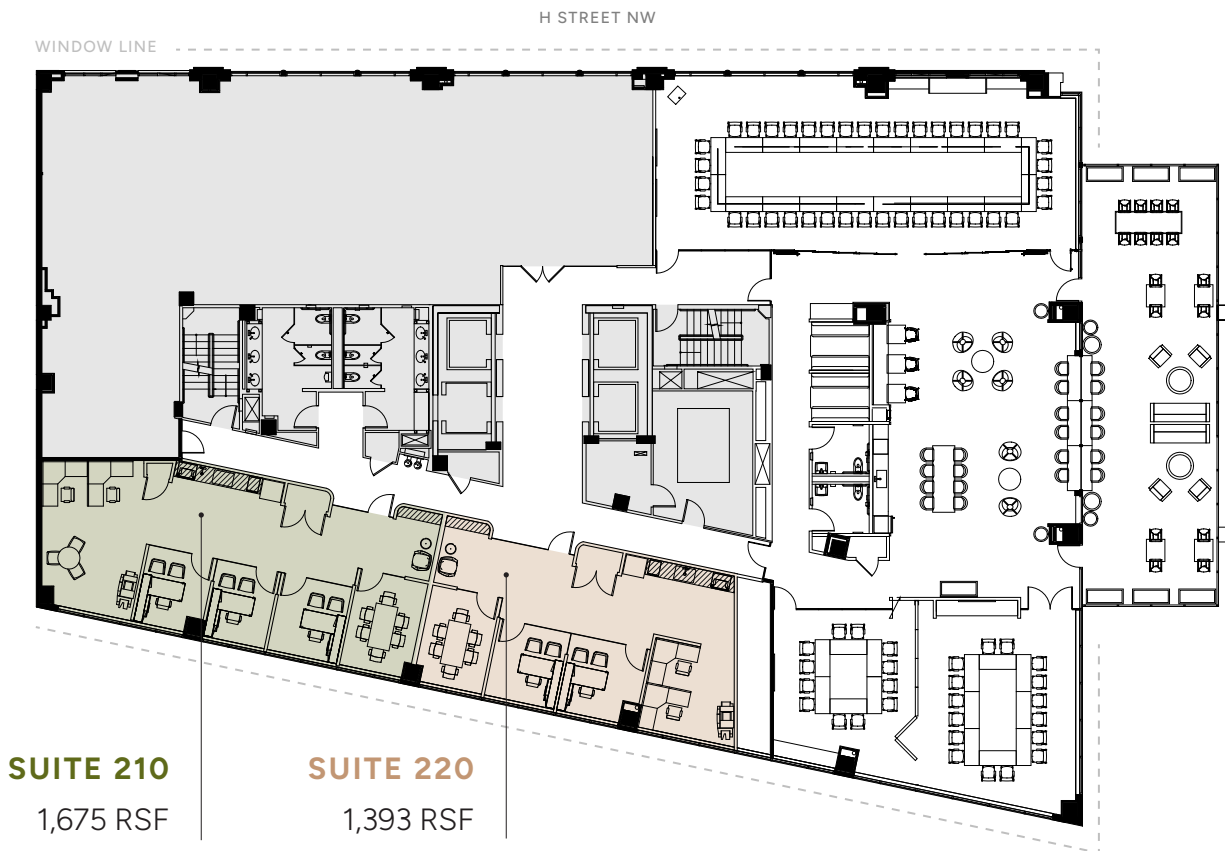 H STREET NW
WINDOW LINE
SUITE 210
1,675 RSF
SUITE 220
1,393 RSF